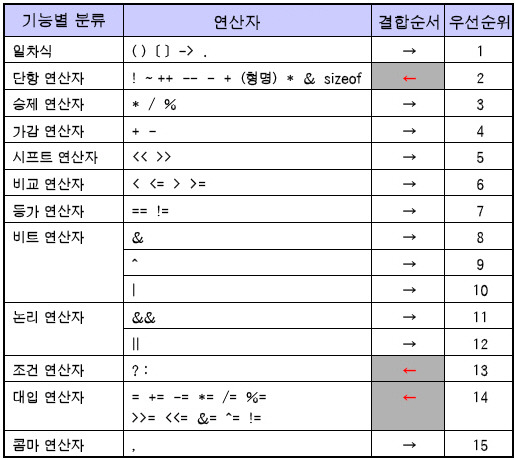 기능별 분류 연산자 결합순서 우선순위
일차식 ( ) [ ] -> . → 1
단항 연산자 ! ~ ++ -- - + (형명) * & sizeof ← 2
승제 연산자 * / % → 3
가감 연산자 + - → 4
시프트 연산자 << >> → 5
비교 연산자 < <= > >= → 6
등가 연산자 == != → 7
비트 연산자 & → 8
^ → 9
| → 10
논리 연산자 && → 11
|| → 12
조건 연산자 ? : ← 13
대입 연산자 = += -= *= /= %= ← 14
>>= <<= &= ^= !=
콤마 연산자 , → 15